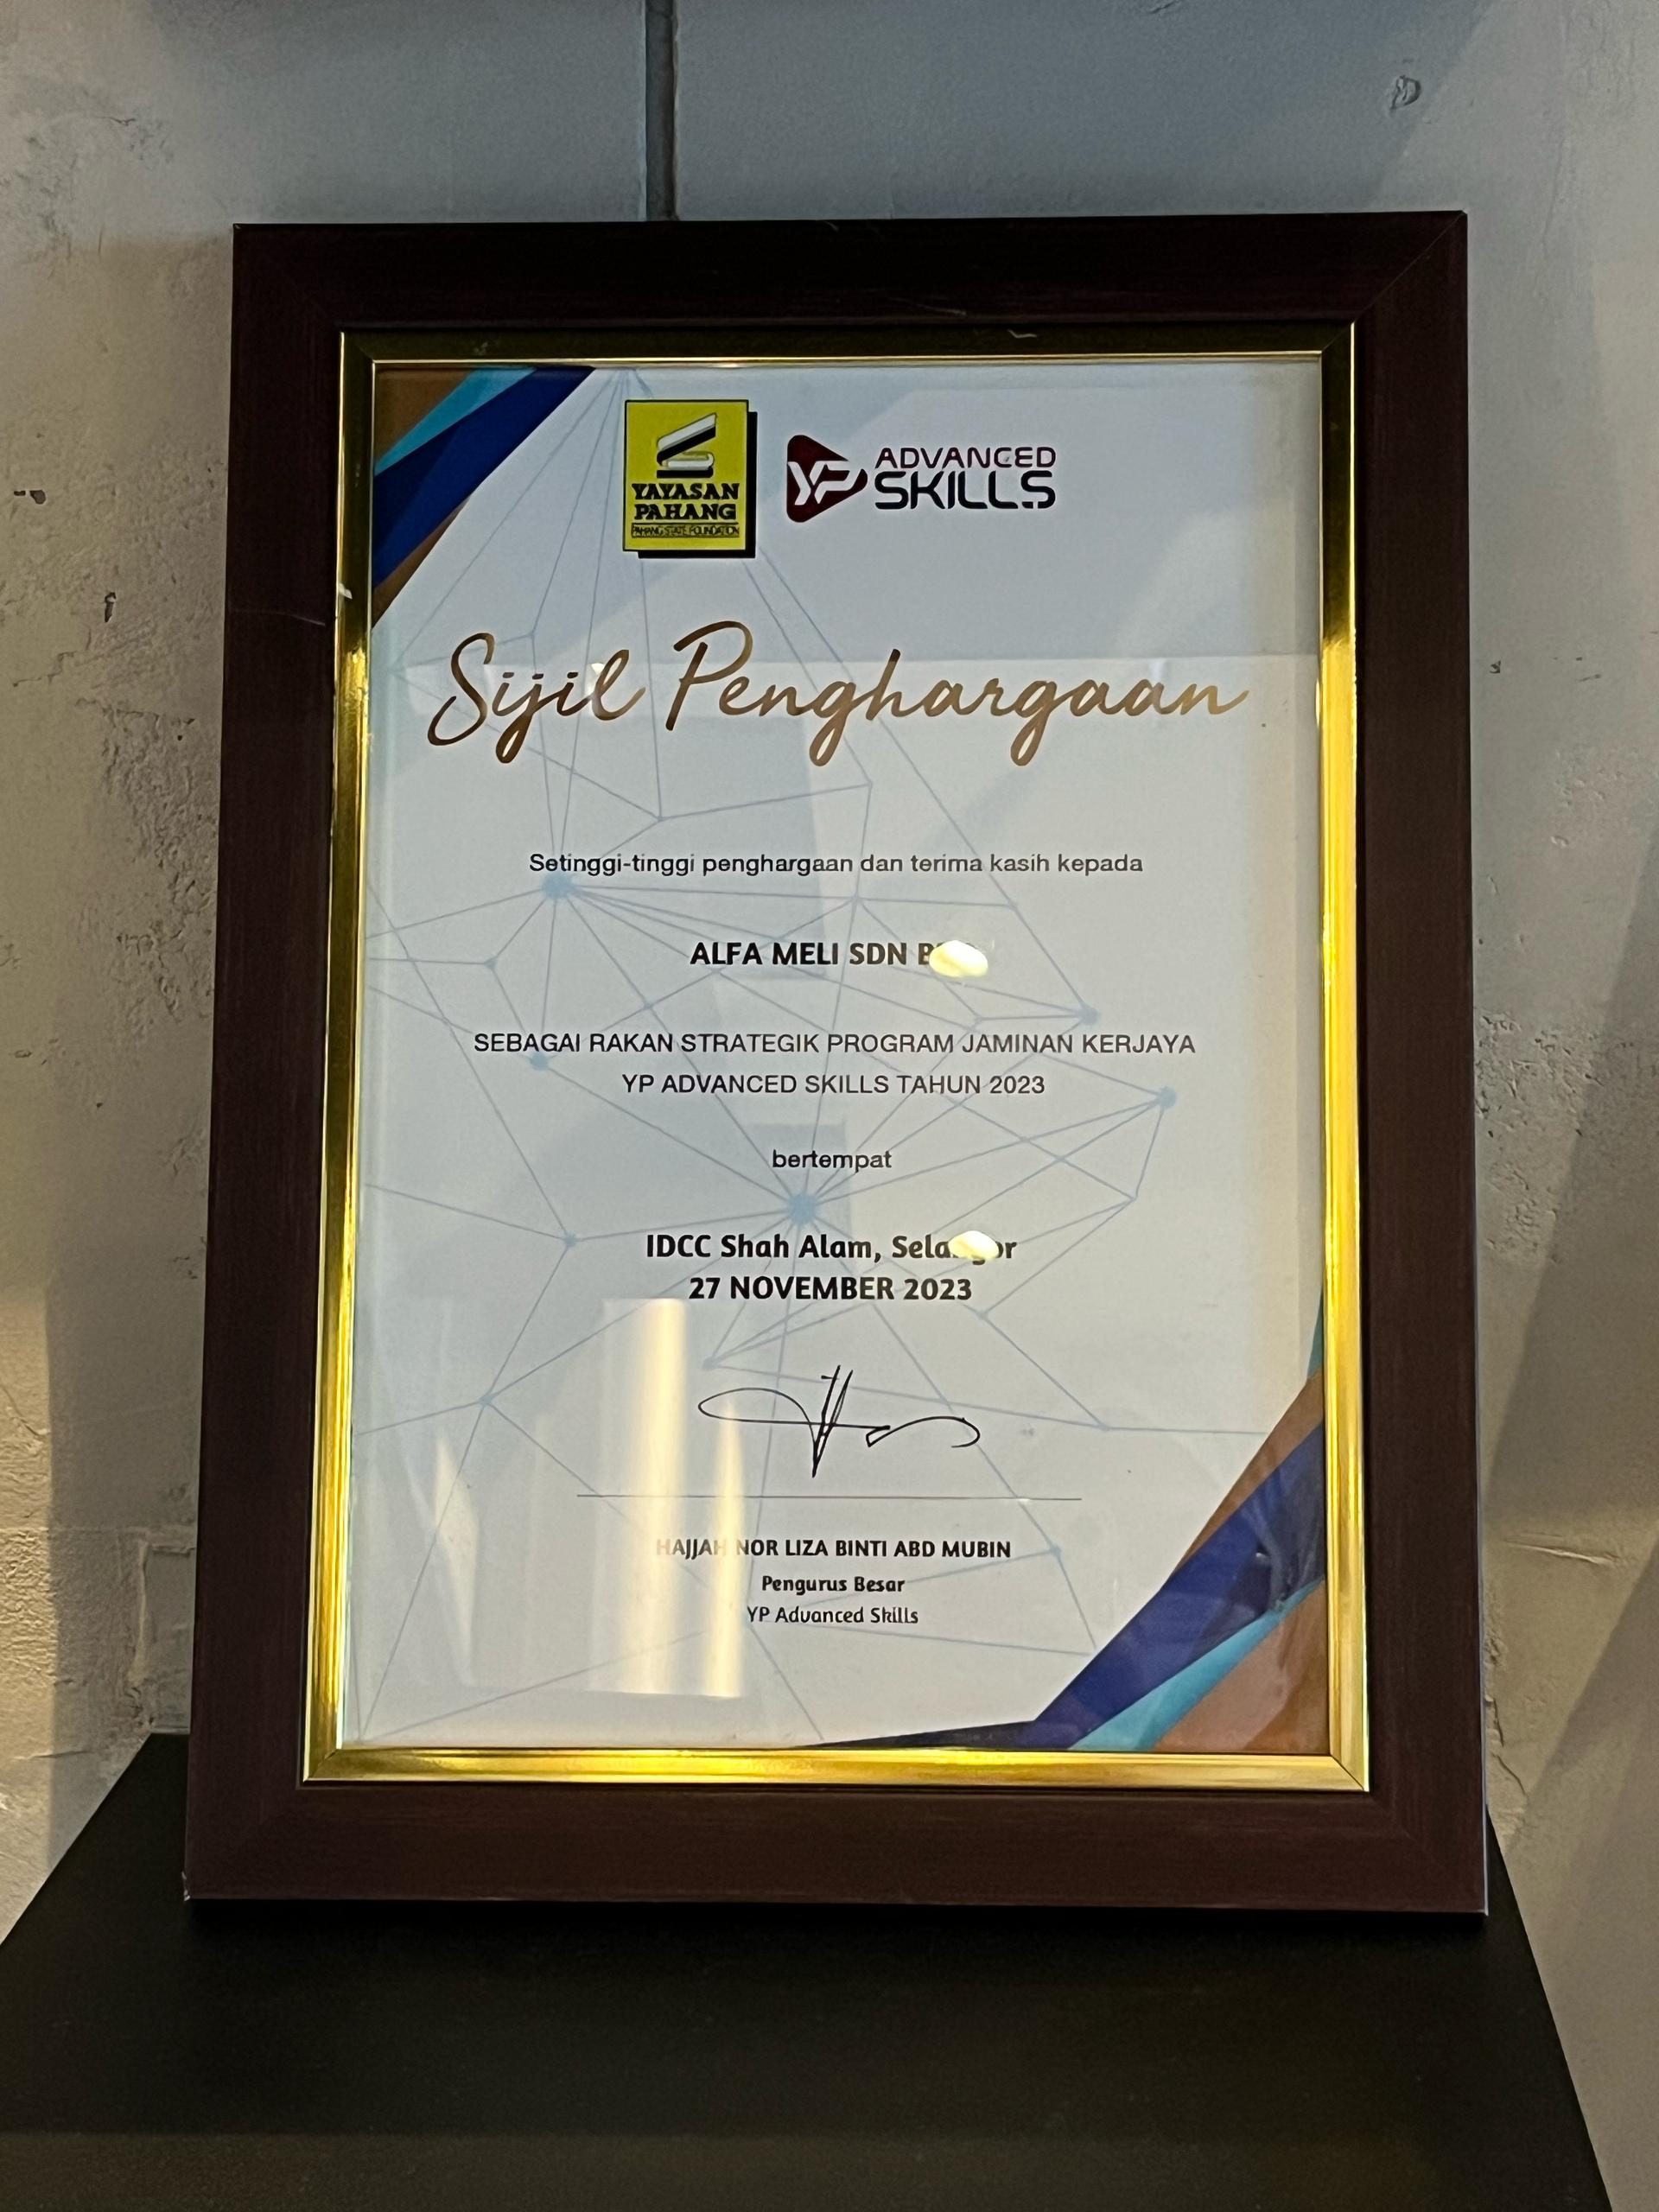 YAYASAN
PAHANG
PAHANG STATE FOUNDATION
YP ADVANCED
SKILLS
Sijil Penghargaan
Setinggi-tinggi penghargaan dan terima kasih kepada
ALFA MELI SDN
SEBAGAI RAKAN STRATEGIK PROGRAM JAMINAN KERJAYA
YP ADVANCED SKILLS TAHUN 2023
bertempat
IDCC Shah Alam, Selangor
27 NOVEMBER 2023
HAJJAH NOR LIZA BINTI ABD MUBIN
Pengurus Besar
YP Advanced Skills